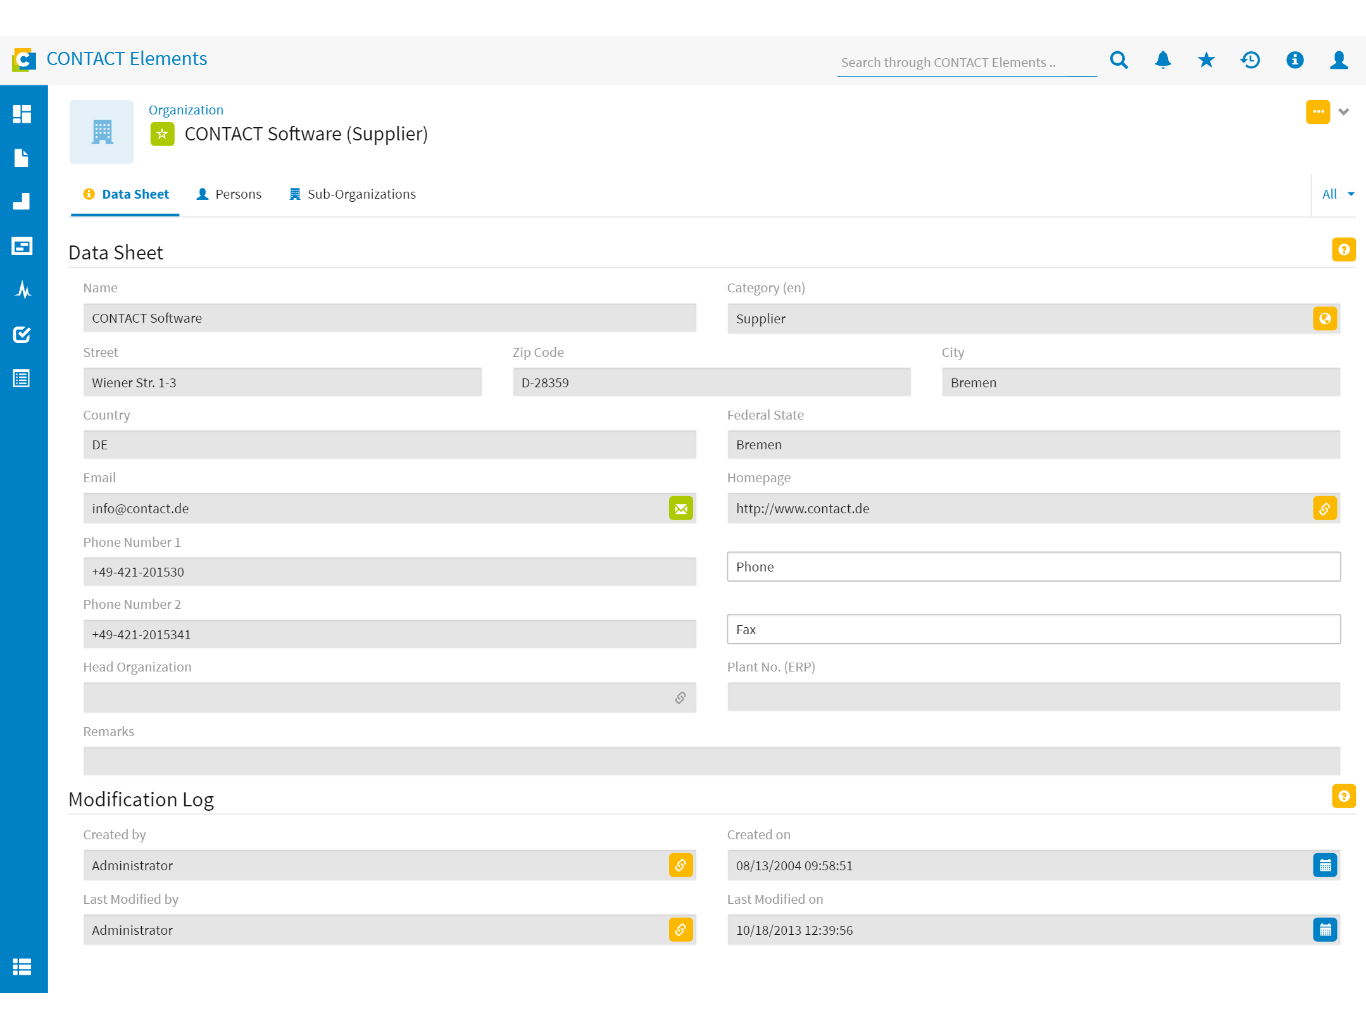 CONTACT Elements
Search through CONTACT Elements ..
Organization
CONTACT Software (Supplier)
Data Sheet Persons Sub-Organizations All
Data Sheet
Name Category (en)
CONTACT Software Supplier
Street Zip Code City
Wiener Str. 1-3 D-28359 Bremen
Country Federal State
DE Bremen
Email Homepage
info@contact.de http://www.contact.de
Phone Number 1
+49-421-201530 Phone
Phone Number 2
+49-421-2015341 Fax
Head Organization Plant No. (ERP)
Remarks
Modification Log
Created by Created on
Administrator 08/13/2004 09:58:51
Last Modified by Last Modified on
Administrator 10/18/2013 12:39:56